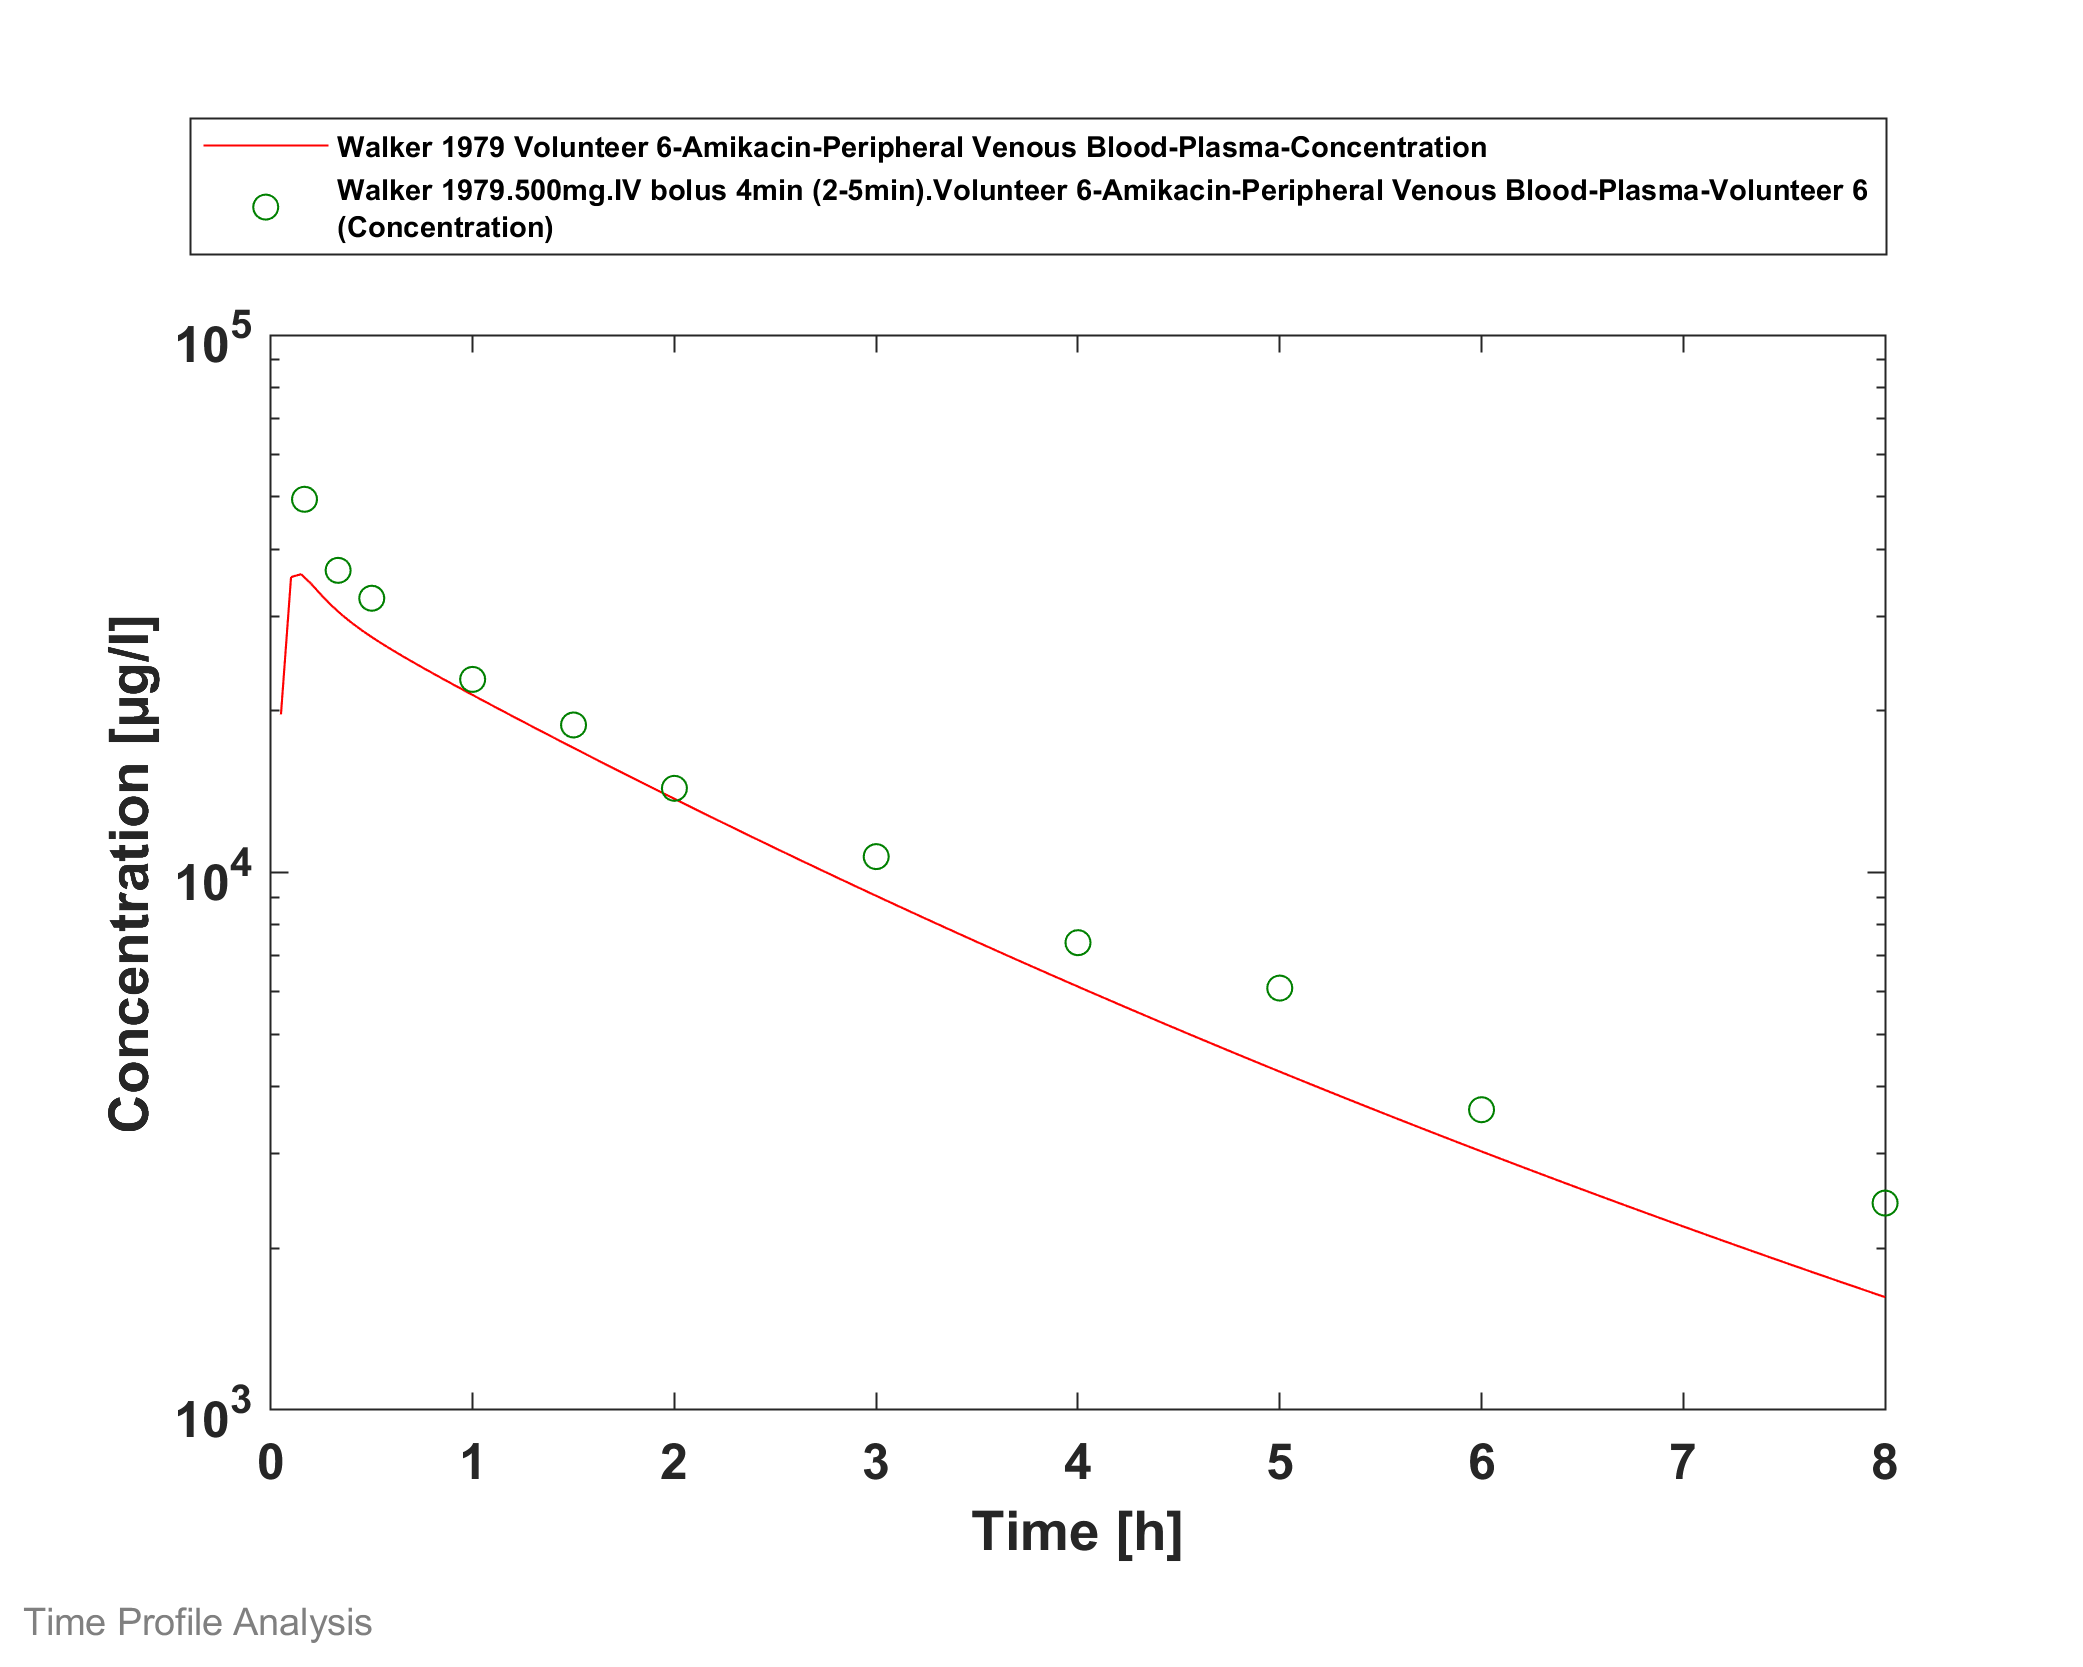 Walker 1979 Volunteer 6-Amikacin-Peripheral Venous Blood-Plasma-Concentration
Walker 1979.500mg.IV bolus 4min (2-5min).Volunteer 6-Amikacin-Peripheral Venous Blood-Plasma-Volunteer 6
(Concentration)
10^5
10^4
10^3
Concentration [µg/l]
0 1 2 3 4 5 6 7 8
Time [h]
Time Profile Analysis